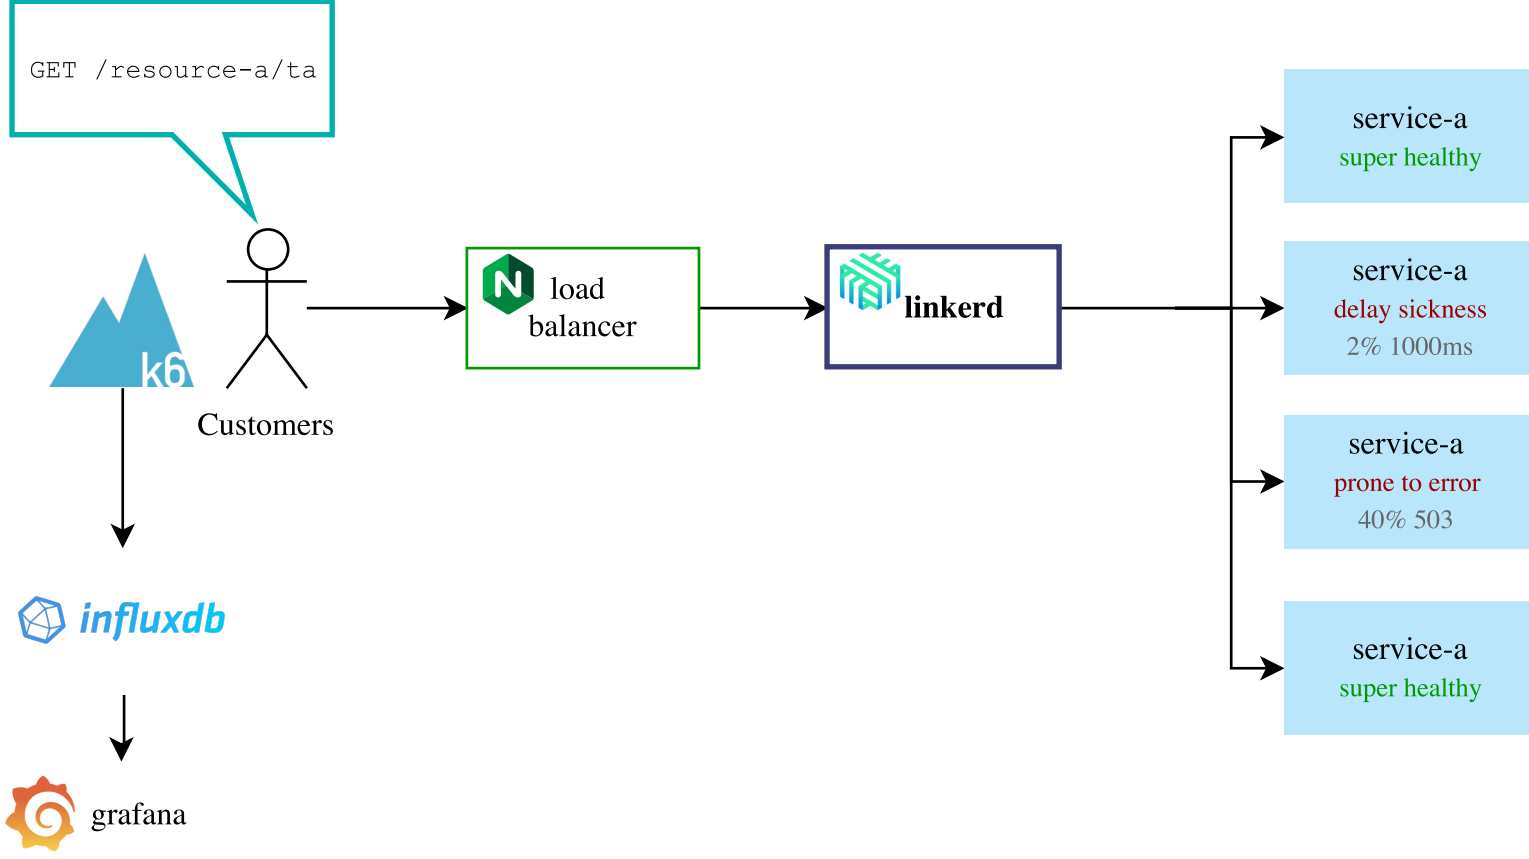 GET /resource-a/ta
k6
Customers
N
load
balancer
linkerd
service-a
super healthy
service-a
delay sickness
2% 1000ms
service-a
prone to error
40% 503
service-a
super healthy
influxdb
grafana